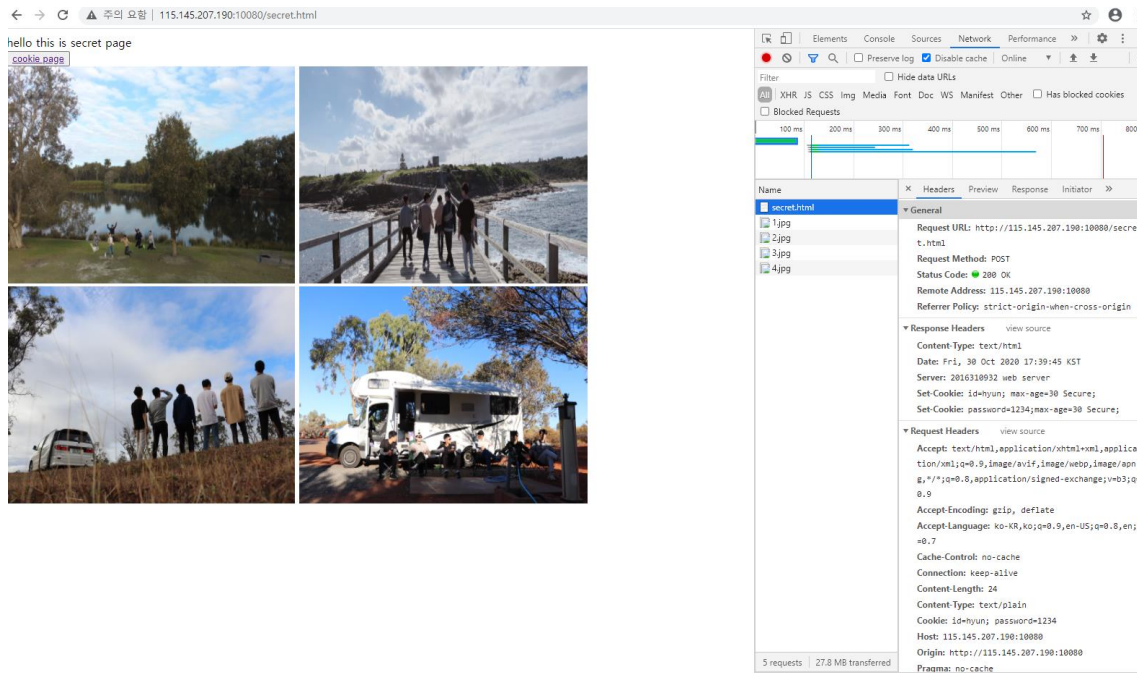 주의 요함 | 115.145.207.190:10080/secret.html
hello this is secret page
cookie page
Elements Console Sources Network Performance »
Preserve log Disable cache Online
Filter Hide data URLs
All XHR JS CSS Img Media Font Doc WS Manifest Other Has blocked cookies
Blocked Requests
100 ms 200 ms 300 ms 400 ms 500 ms 600 ms 700 ms 800
Name
secret.html
1.jpg
2.jpg
3.jpg
4.jpg
5 requests 27.8 MB transferred
× Headers Preview Response Initiator »
General
Request URL: http://115.145.207.190:10080/secre
t.html
Request Method: POST
Status Code: 200 OK
Remote Address: 115.145.207.190:10080
Referrer Policy: strict-origin-when-cross-origin
Response Headers view source
Content-Type: text/html
Date: Fri, 30 Oct 2020 17:39:45 KST
Server: 2016310932 web server
Set-Cookie: id=hyun; max-age=30 Secure;
Set-Cookie: password=1234;max-age=30 Secure;
Request Headers view source
Accept: text/html,application/xhtml+xml,applica
tion/xml;q=0.9,image/avif,image/webp,image/apn
g,*/*;q=0.8,application/signed-exchange;v=b3;q
0.9
Accept-Encoding: gzip, deflate
Accept-Language: ko-KR,ko;q=0.9,en-US;q=0.8,en;
=0.7
Cache-Control: no-cache
Connection: keep-alive
Content-Length: 24
Content-Type: text/plain
Cookie: id=hyun; password=1234
Host: 115.145.207.190:10080
Origin: http://115.145.207.190:10080
Pragma: no-cache